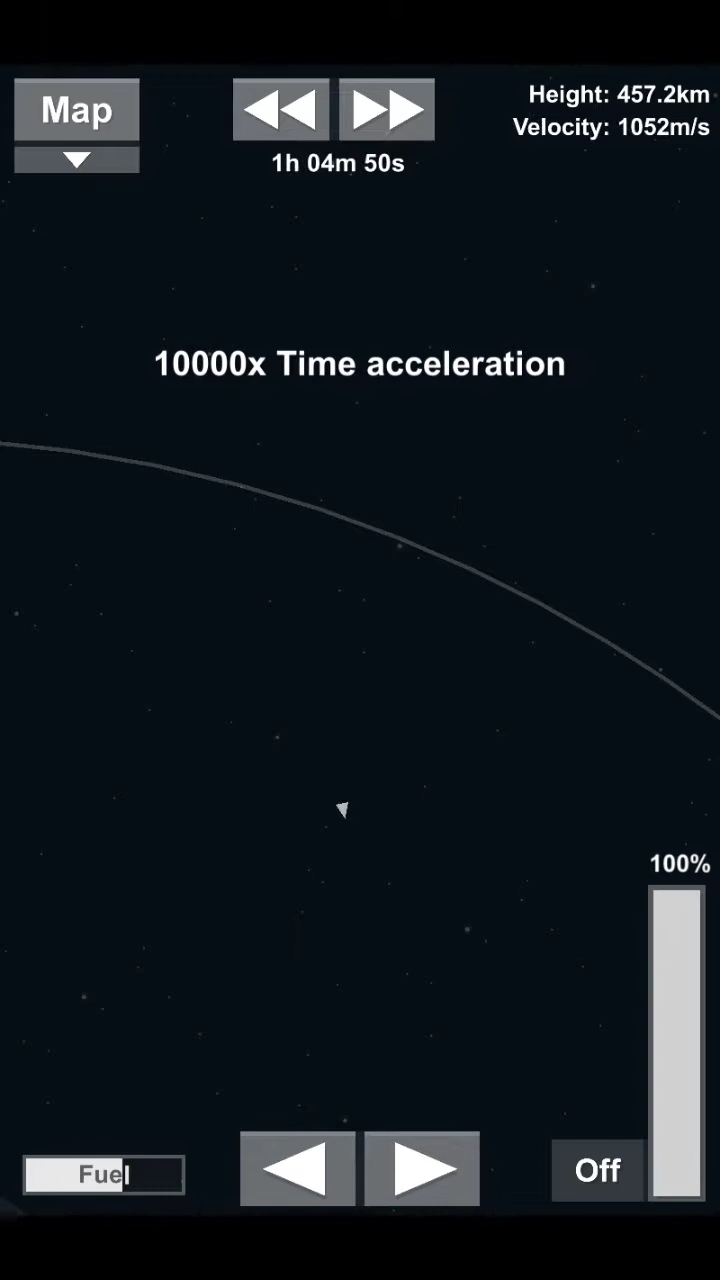 Map
Height: 457.2km
Velocity: 1052m/s
1h 04m 50s
10000x Time acceleration
100%
Fuel
Off